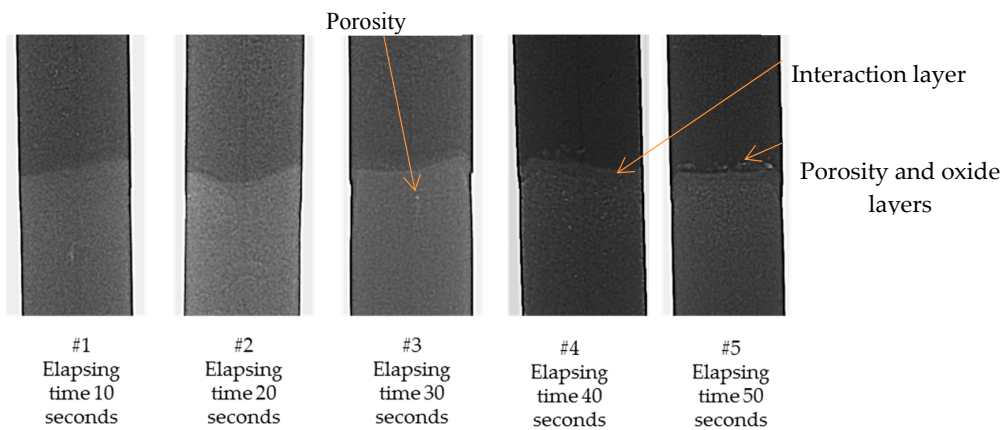 Porosity
Interaction layer
Porosity and oxide
layers
#1
Elapsing
time 10
seconds
#2
Elapsing
time 20
seconds
#3
Elapsing
time 30
seconds
#4
Elapsing
time 40
seconds
#5
Elapsing
time 50
seconds